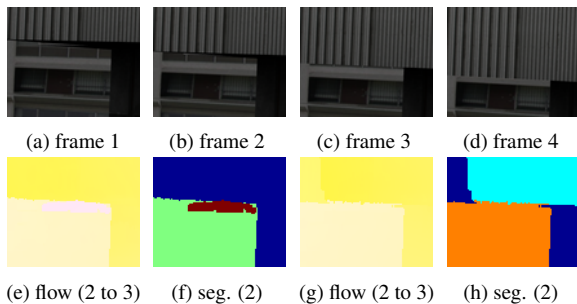 (a) frame 1 (b) frame 2 (c) frame 3 (d) frame 4
(e) flow (2 to 3) (f) seg. (2) (g) flow (2 to 3) (h) seg. (2)